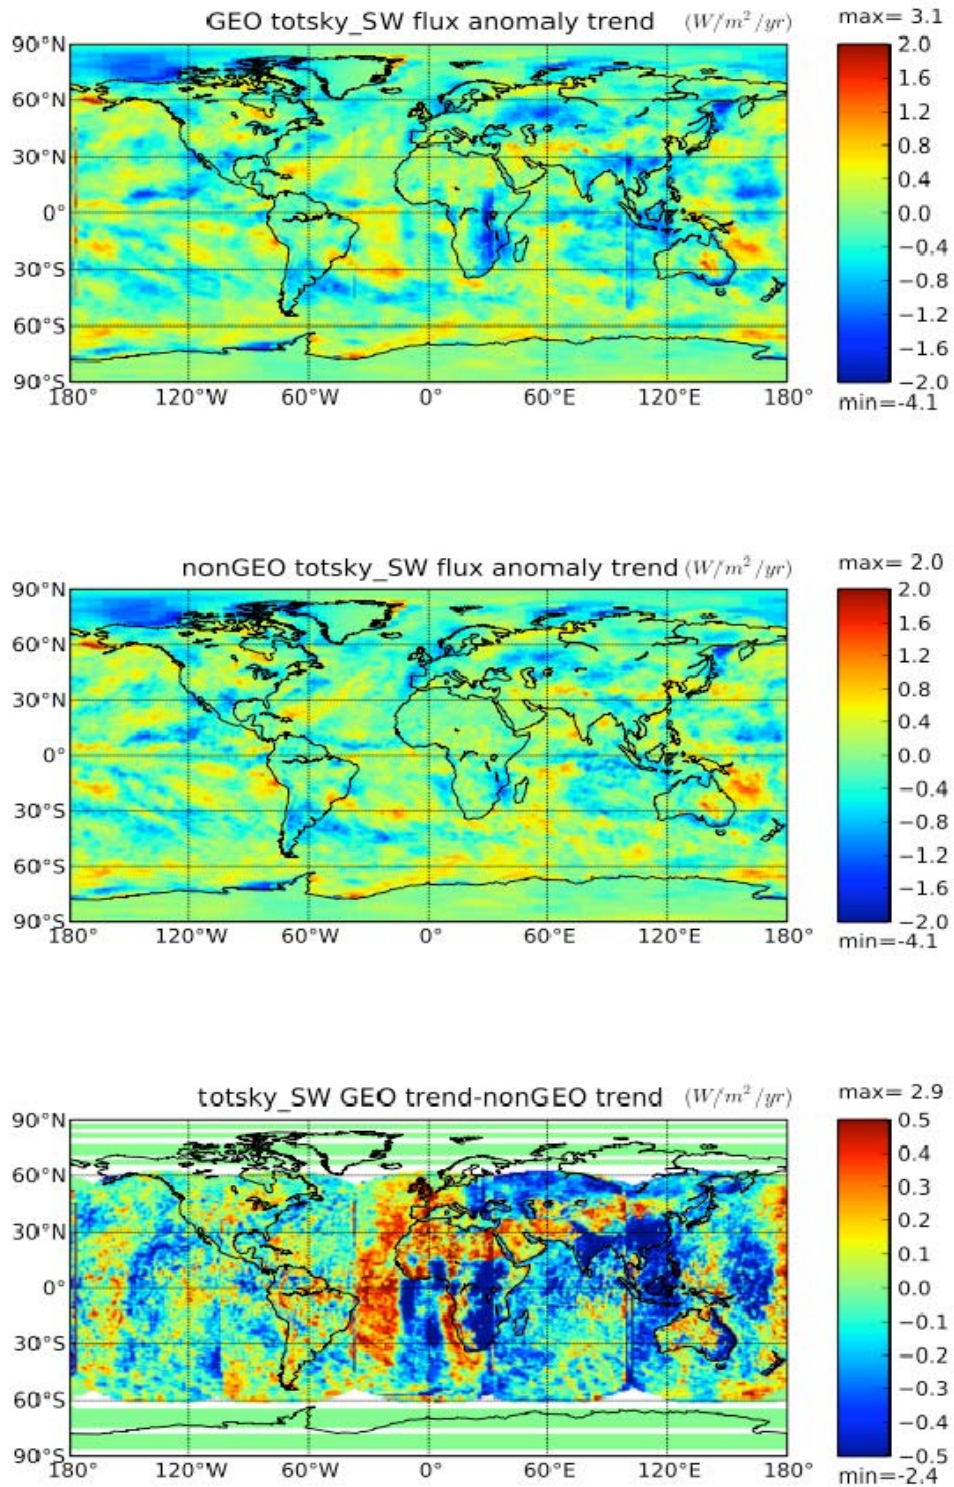 GEO totsky_SW flux anomaly trend (W/m²/yr) max= 3.1
90°N
60°N
30°N
0°
30°S
60°S
90°S
180° 120°W 60°W 0° 60°E 120°E 180°
2.0
1.6
1.2
0.8
0.4
0.0
−0.4
−0.8
−1.2
−1.6
−2.0
min=-4.1
nonGEO totsky_SW flux anomaly trend (W/m²/yr) max= 2.0
90°N
60°N
30°N
0°
30°S
60°S
90°S
180° 120°W 60°W 0° 60°E 120°E 180°
2.0
1.6
1.2
0.8
0.4
0.0
−0.4
−0.8
−1.2
−1.6
−2.0
min=-4.1
totsky_SW GEO trend-nonGEO trend (W/m²/yr) max= 2.9
90°N
60°N
30°N
0°
30°S
60°S
90°S
180° 120°W 60°W 0° 60°E 120°E 180°
0.5
0.4
0.3
0.2
0.1
0.0
−0.1
−0.2
−0.3
−0.4
−0.5
min=-2.4